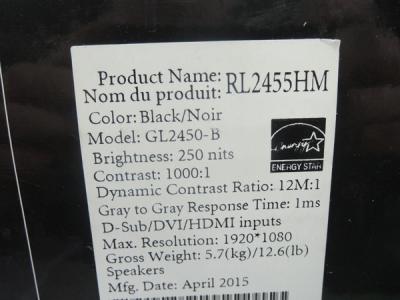 Product Name:
Nom du produit: RL2455HM
Color: Black/Noir
Model: GL2450-B
Brightness: 250 nits
Contrast: 1000:1
Dynamic Contrast Ratio: 12M:1
Gray to Gray Response Time: 1ms
D-Sub/DVI/HDMI inputs
Max. Resolution: 1920*1080
Gross Weight: 5.7(kg)/12.6(lb)
Speakers
Mfg. Date: April 2015
energy
ENERGY STAR